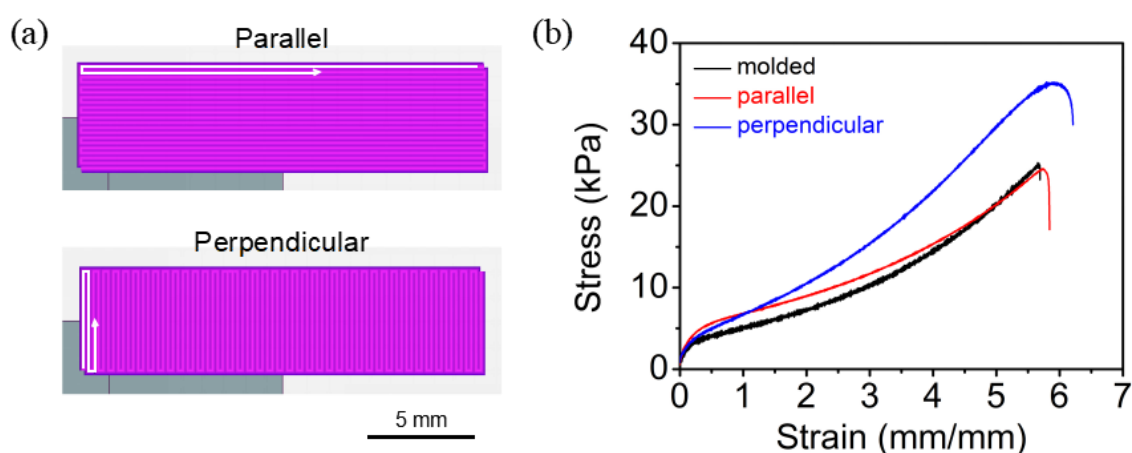 (a)
Parallel
Perpendicular
5 mm
(b)
Stress (kPa)
40
30
20
10
0
molded
parallel
perpendicular
0 1 2 3 4 5 6 7
Strain (mm/mm)